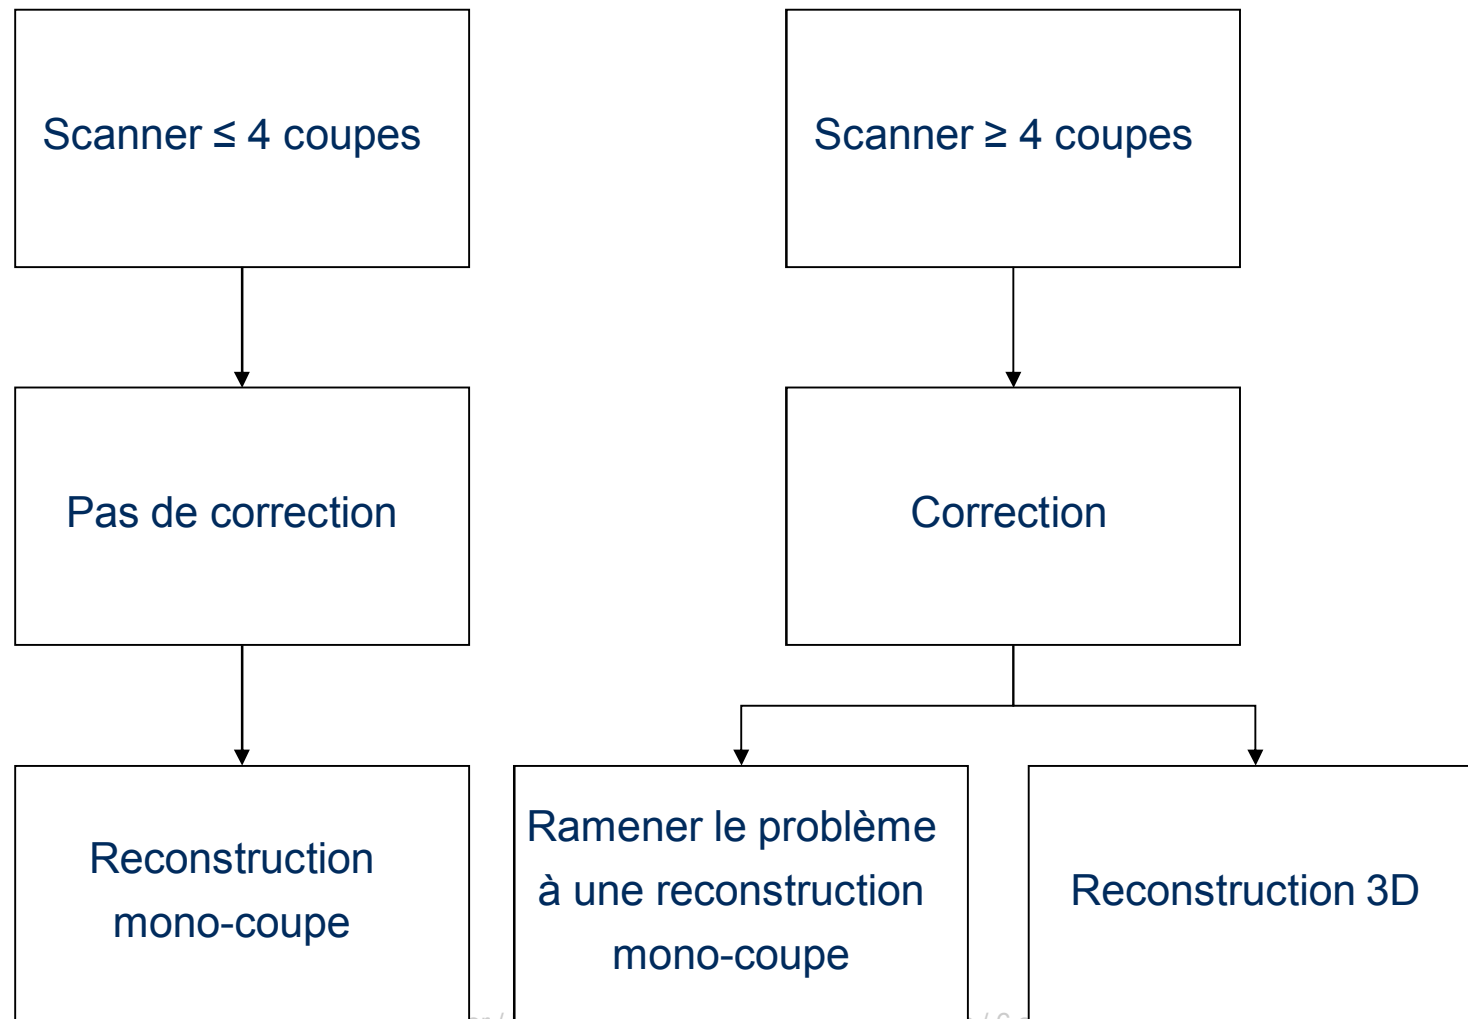 Scanner ≤ 4 coupes
Scanner ≥ 4 coupes
Pas de correction
Correction
Reconstruction
mono-coupe
Ramener le problème
à une reconstruction
mono-coupe
Reconstruction 3D